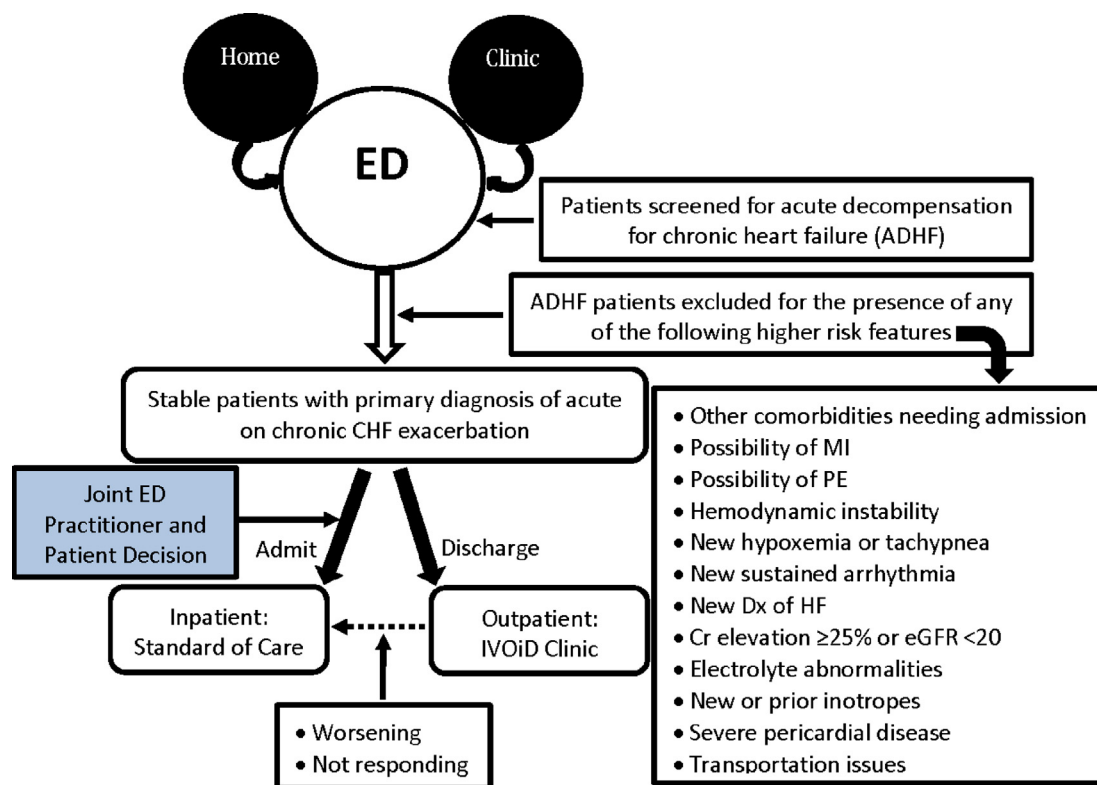 Home
Clinic
ED
Patients screened for acute decompensation
for chronic heart failure (ADHF)
ADHF patients excluded for the presence of any
of the following higher risk features
Stable patients with primary diagnosis of acute
on chronic CHF exacerbation
Joint ED
Practitioner and
Patient Decision
Admit
Discharge
Inpatient:
Standard of Care
Outpatient:
IVOiD Clinic
• Worsening
• Not responding
• Other comorbidities needing admission
• Possibility of MI
• Possibility of PE
• Hemodynamic instability
• New hypoxemia or tachypnea
• New sustained arrhythmia
• New Dx of HF
• Cr elevation ≥25% or eGFR <20
• Electrolyte abnormalities
• New or prior inotropes
• Severe pericardial disease
• Transportation issues